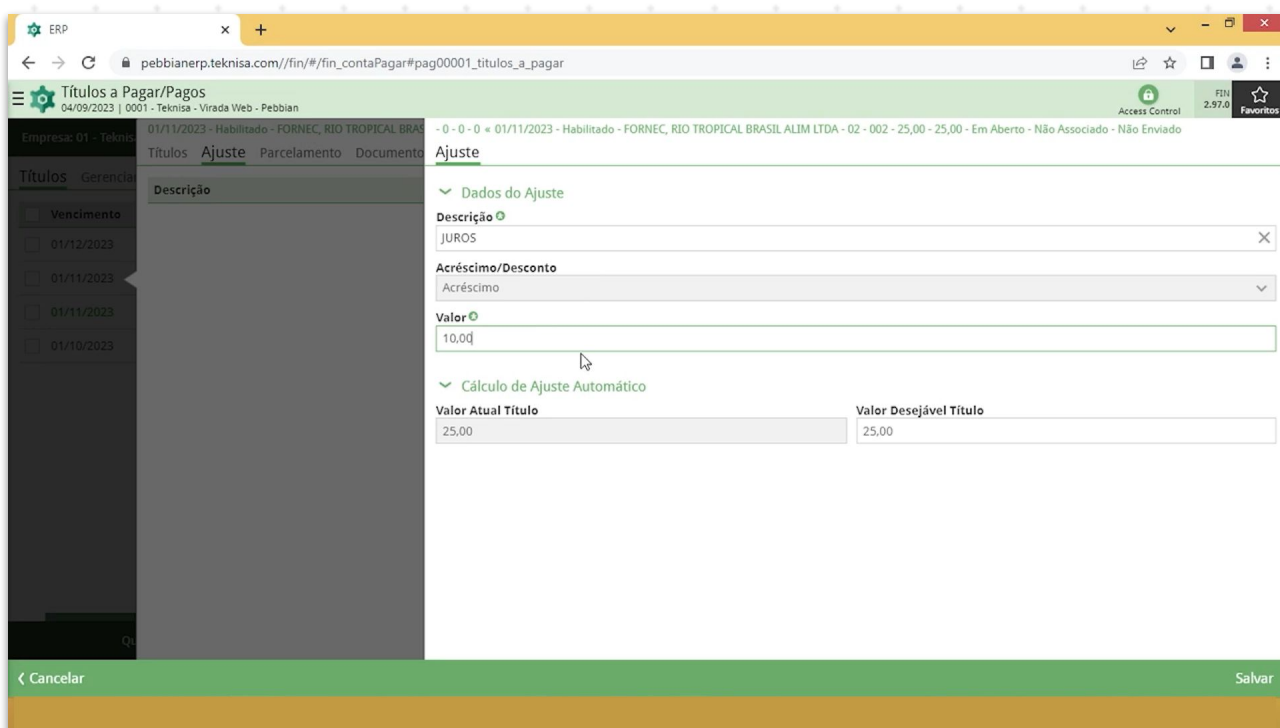 ERP
pebbianerp.teknisa.com//fin/#/fin_contaPagar#pag00001_titulos_a_pagar
Títulos a Pagar/Pagos
04/09/2023 | 0001 - Teknisa - Virada Web - Pebbian
Access Control
FIN
2.97.0
Favoritos
Empresa: 01 - Teknis
01/11/2023 - Habilitado - FORNEC, RIO TROPICAL BRAS
- 0 - 0 - 0 « 01/11/2023 - Habilitado - FORNEC, RIO TROPICAL BRASIL ALIM LTDA - 02 - 002 - 25,00 - 25,00 - Em Aberto - Não Associado - Não Enviado
Títulos Ajuste Parcelamento Documento
Ajuste
Títulos Gerencia
Descrição
Vencimento
01/12/2023
01/11/2023
01/11/2023
01/10/2023
Qu
Dados do Ajuste
Descrição
JUROS
Acréscimo/Desconto
Acréscimo
Valor
10,00
Cálculo de Ajuste Automático
Valor Atual Título Valor Desejável Título
25,00 25,00
Cancelar Salvar